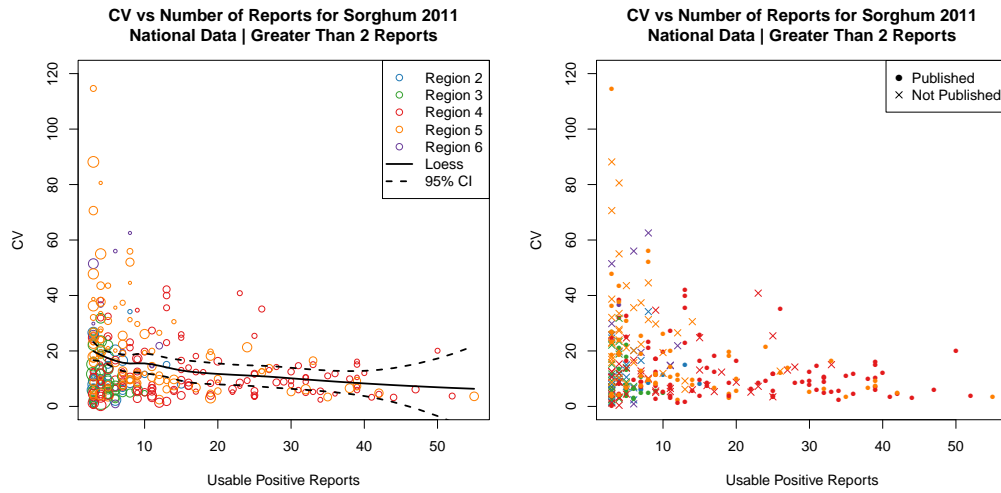 CV vs Number of Reports for Sorghum 2011
National Data | Greater Than 2 Reports
CV
0
20
40
60
80
100
120
Region 2
Region 3
Region 4
Region 5
Region 6
Loess
95% CI
10
20
30
40
50
Usable Positive Reports
CV vs Number of Reports for Sorghum 2011
National Data | Greater Than 2 Reports
CV
0
20
40
60
80
100
120
Published
Not Published
10
20
30
40
50
Usable Positive Reports